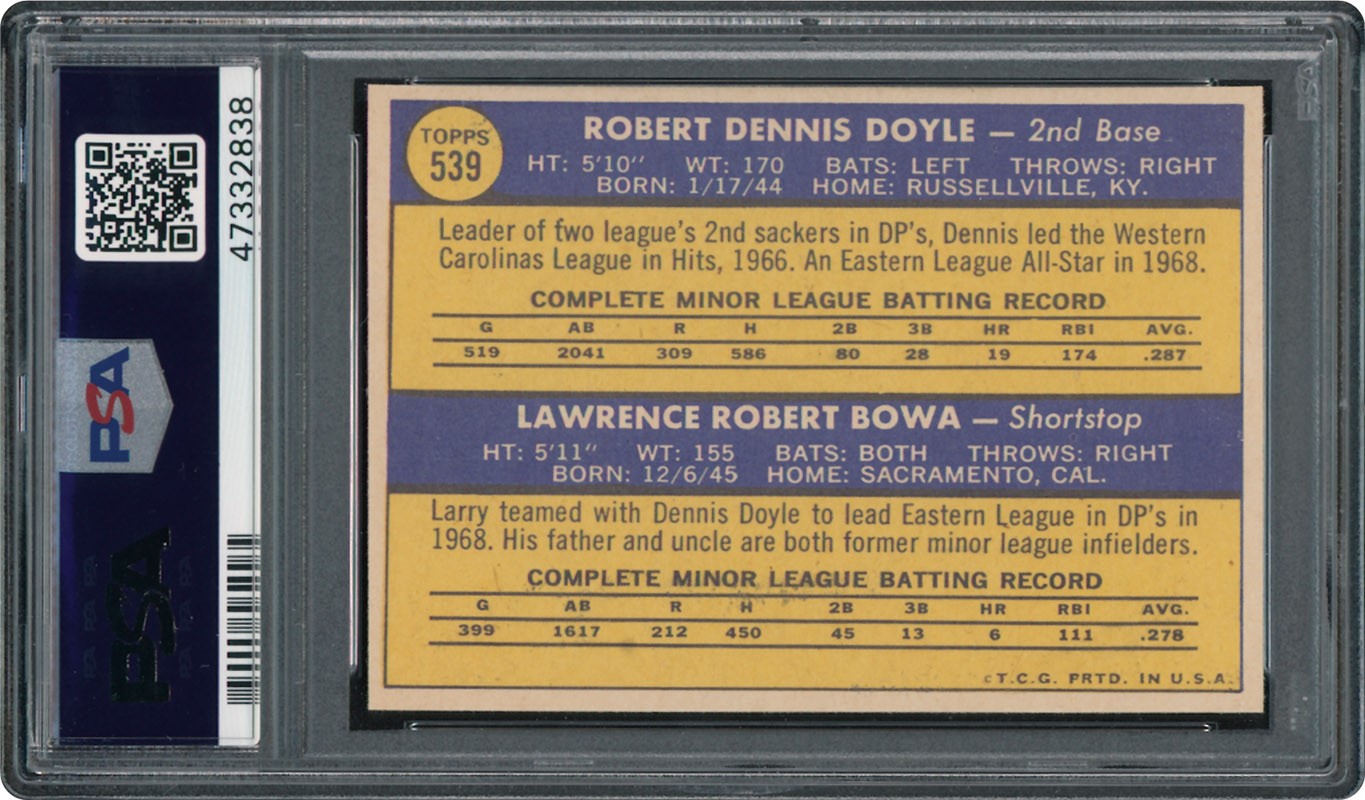 47332838
PSA
PSA
PSA
TOPPS
539
ROBERT DENNIS DOYLE — 2nd Base
HT: 5'10" WT: 170 BATS: LEFT THROWS: RIGHT
BORN: 1/17/44 HOME: RUSSELLVILLE, KY.
Leader of two league's 2nd sackers in DP's, Dennis led the Western
Carolinas League in Hits, 1966. An Eastern League All-Star in 1968.
COMPLETE MINOR LEAGUE BATTING RECORD
G AB R H 2B 3B HR RBI AVG.
519 2041 309 586 80 28 19 174 .287
LAWRENCE ROBERT BOWA — Shortstop
HT: 5'11" WT: 155 BATS: BOTH THROWS: RIGHT
BORN: 12/6/45 HOME: SACRAMENTO, CAL.
Larry teamed with Dennis Doyle to lead Eastern League in DP's in
1968. His father and uncle are both former minor league infielders.
COMPLETE MINOR LEAGUE BATTING RECORD
G AB R H 2B 3B HR RBI AVG.
399 1617 212 450 45 13 6 111 .278
©T.C.G. PRTD. IN U.S.A.